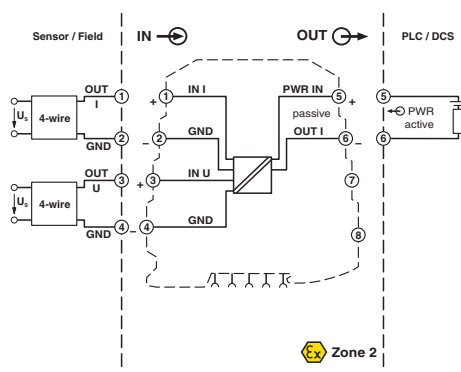 Sensor / Field
IN
OUT
PLC / DCS
OUT
I
1
+
1
IN I
PWR IN
5
+
5
Us
4-wire
passive
PWR
active
GND
2
–
2
GND
OUT I
6
–
6
OUT
U
3
+
3
IN U
7
Us
4-wire
GND
4
–
4
GND
8
Ex
Zone 2